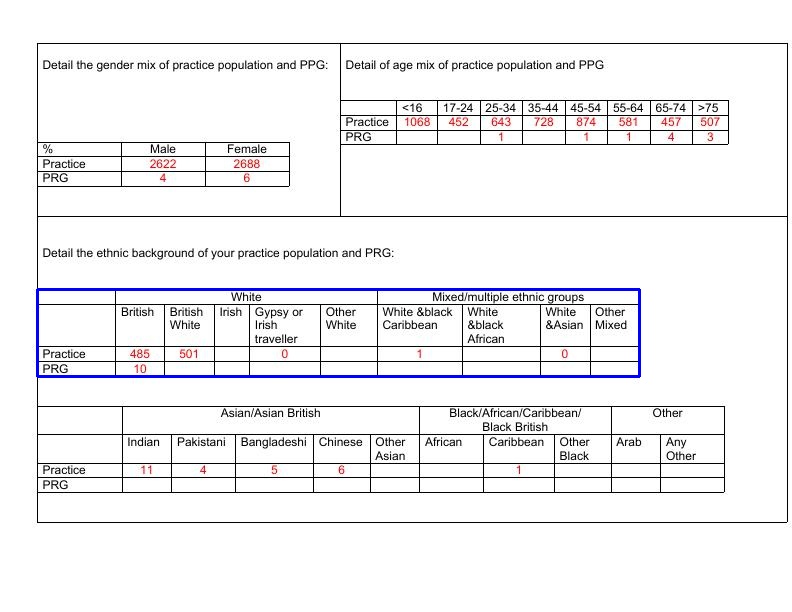 Detail the gender mix of practice population and PPG:
% Male Female
Practice 2622 2688
PRG 4 6
Detail of age mix of practice population and PPG
<16 17-24 25-34 35-44 45-54 55-64 65-74 >75
Practice 1068 452 643 728 874 581 457 507
PRG 1 1 1 4 3
Detail the ethnic background of your practice population and PRG:
White Mixed/multiple ethnic groups
British British Irish Gypsy or Other White &black White White Other
White Irish White Caribbean &black &Asian Mixed
traveller African
Practice 485 501 0 1 0
PRG 10
Asian/Asian British Black/African/Caribbean/ Other
Black British
Indian Pakistani Bangladeshi Chinese Other African Caribbean Other Arab Any
Asian Black Other
Practice 11 4 5 6 1
PRG